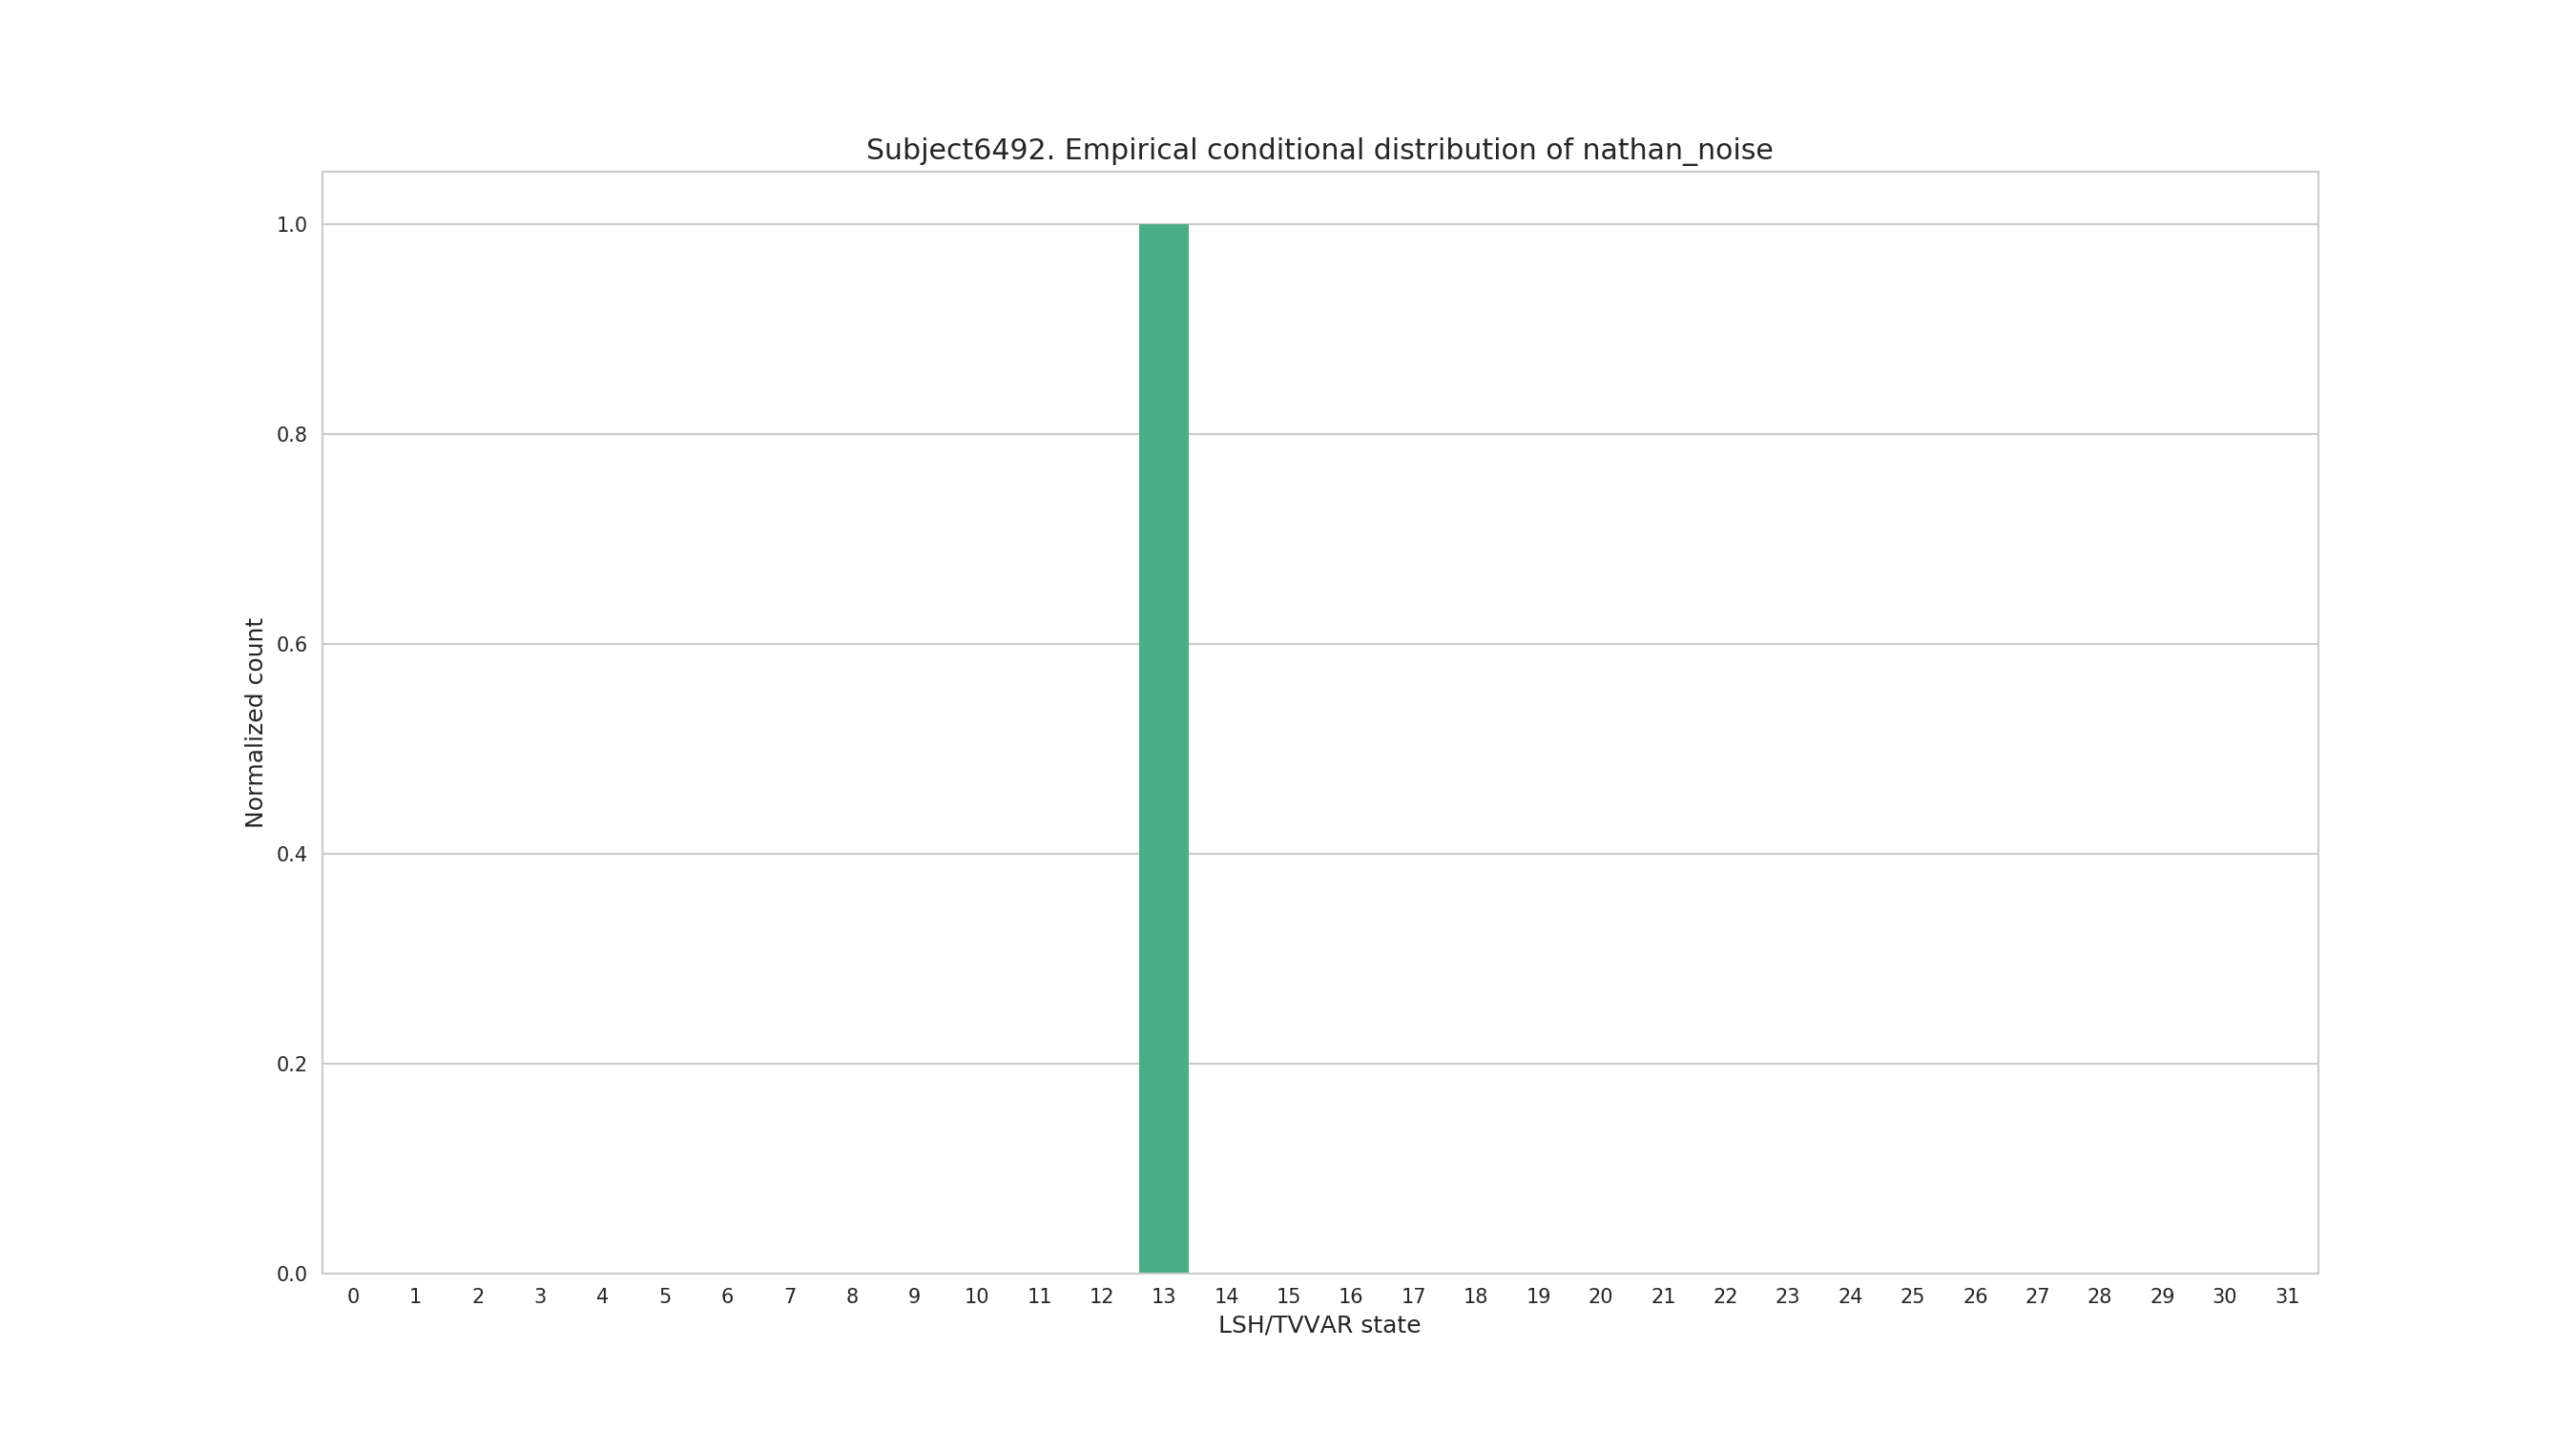 Subject6492. Empirical conditional distribution of nathan_noise
1.0
0.8
0.6
0.4
0.2
0.0
Normalized count
0 1 2 3 4 5 6 7 8 9 10 11 12 13 14 15 16 17 18 19 20 21 22 23 24 25 26 27 28 29 30 31
LSH/TVVAR state